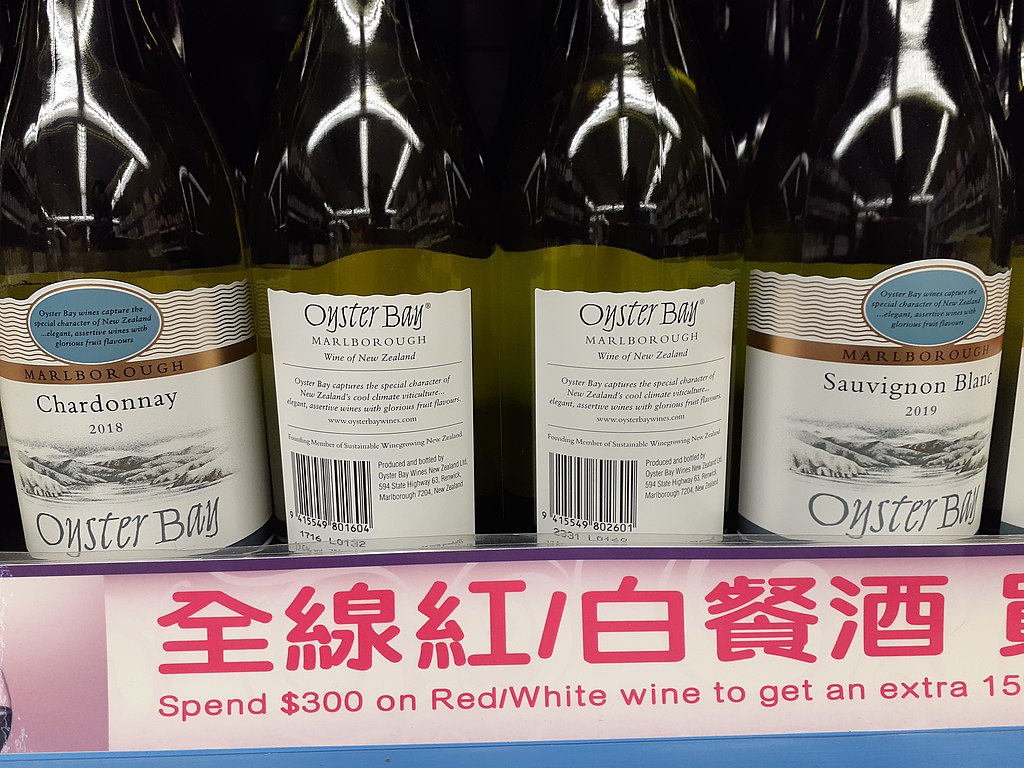 Oyster Bay wines capture the
special character of New Zealand
...elegant, assertive wines with
glorious fruit flavours
MARLBOROUGH
Chardonnay
2018
Oyster Bay
Oyster Bay®
MARLBOROUGH
Wine of New Zealand
Oyster Bay captures the special character of
New Zealand's cool climate viticulture...
elegant, assertive wines with glorious fruit flavours.
www.oysterbaywines.com
Founding Member of Sustainable Winegrowing New Zealand.
Produced and bottled by
Oyster Bay Wines New Zealand Ltd,
594 State Highway 63, Renwick,
Marlborough 7204, New Zealand
9 415549 801604
1716 L0132
Oyster Bay®
MARLBOROUGH
Wine of New Zealand
Oyster Bay captures the special character of
New Zealand's cool climate viticulture...
elegant, assertive wines with glorious fruit flavours.
www.oysterbaywines.com
Founding Member of Sustainable Winegrowing New Zealand.
Produced and bottled by
Oyster Bay Wines New Zealand Ltd,
594 State Highway 63, Renwick,
Marlborough 7204, New Zealand
9 415549 802601
2331
Oyster Bay wines capture the
special character of New Zealand
...elegant, assertive wines with
glorious fruit flavours
MARLBOROUGH
Sauvignon Blanc
2019
Oyster Bay
全線紅/白餐酒
Spend $300 on Red/White wine to get an extra 15